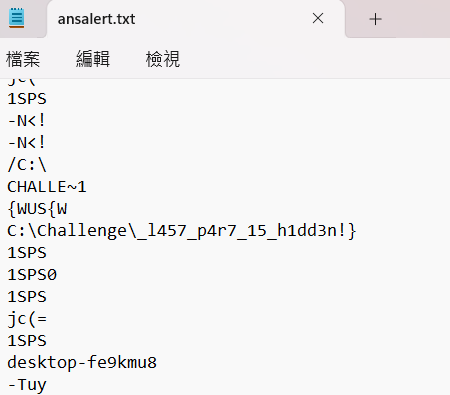 ansalert.txt
檔案 編輯 檢視
jc(
1SPS
-N<!
-N<!
/C:\
CHALLE~1
{WUS{W
C:\Challenge\_l457_p4r7_15_h1dd3n!}
1SPS
1SPS0
1SPS
jc(=
1SPS
desktop-fe9kmu8
-Tuy